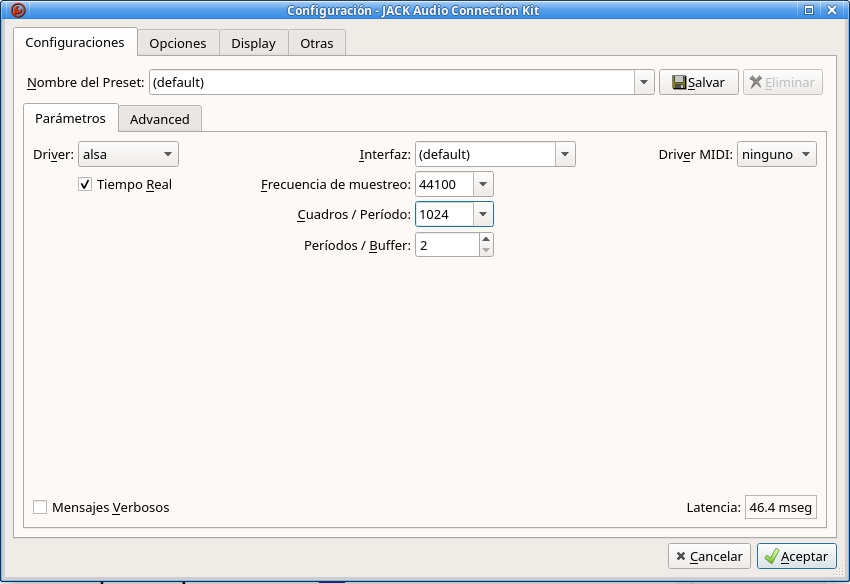 Configuración - JACK Audio Connection Kit
Configuraciones Opciones Display Otras
Nombre del Preset: (default) Salvar Eliminar
Parámetros Advanced
Driver: alsa Interfaz: (default) Driver MIDI: ninguno
Tiempo Real Frecuencia de muestreo: 44100
Cuadros / Período: 1024
Períodos / Buffer: 2
Mensajes Verbosos Latencia: 46.4 mseg
Cancelar Aceptar